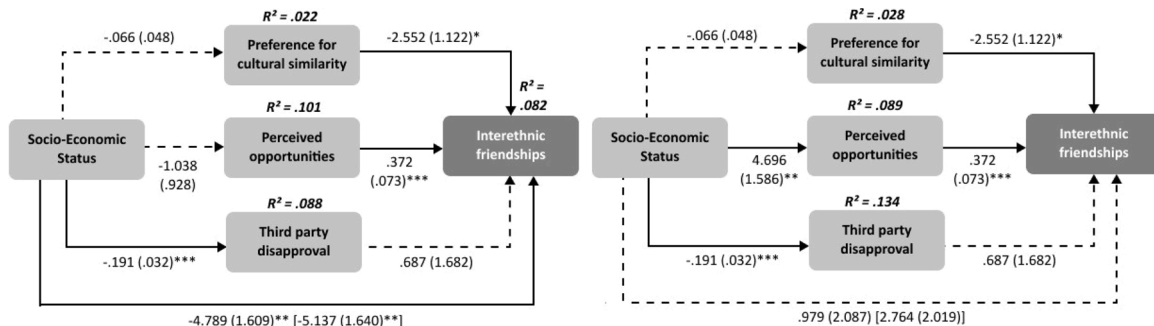 R² = .022
-.066 (.048)
Preference for
cultural similarity
-2.552 (1.122)*
R² =
.082
R² = .101
Socio-Economic
Status
-1.038
(.928)
Perceived
opportunities
.372
(.073)***
Interethnic
friendships
R² = .088
Third party
disapproval
-.191 (.032)***
.687 (1.682)
-4.789 (1.609)** [-5.137 (1.640)**]
R² = .028
-.066 (.048)
Preference for
cultural similarity
-2.552 (1.122)*
R² = .089
Socio-Economic
Status
4.696
(1.586)**
Perceived
opportunities
.372
(.073)***
Interethnic
friendships
R² = .134
Third party
disapproval
-.191 (.032)***
.687 (1.682)
.979 (2.087) [2.764 (2.019)]